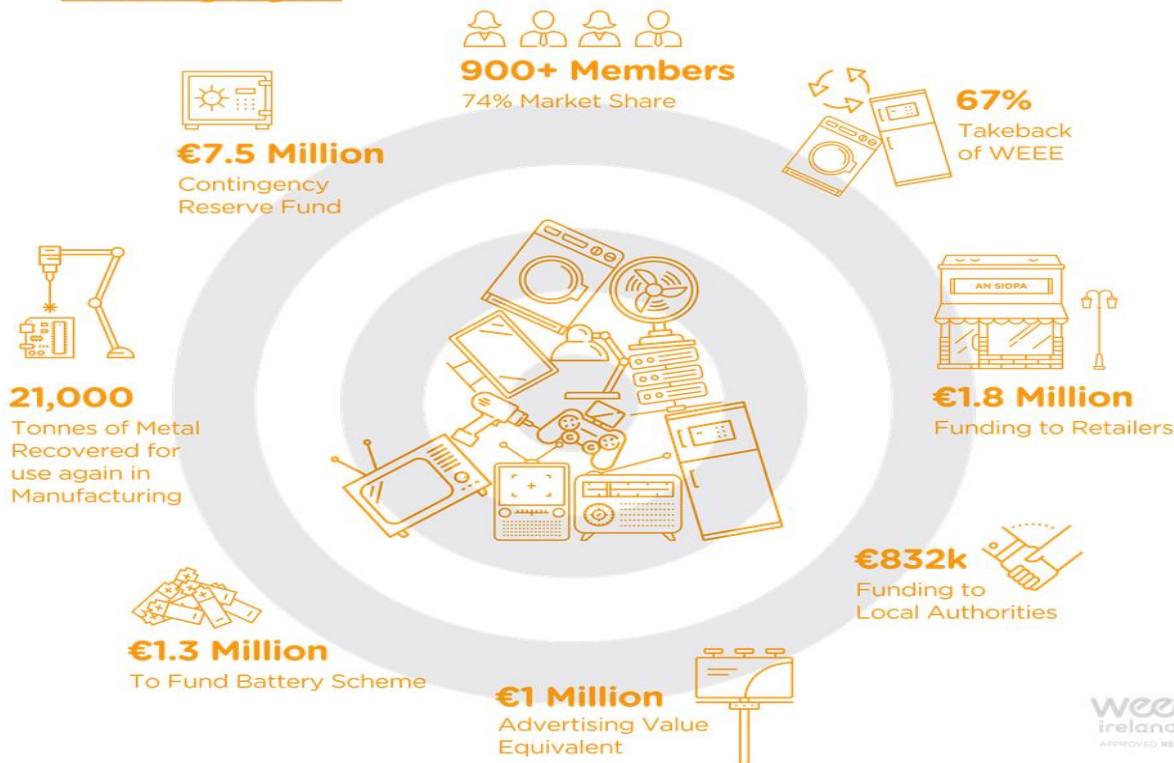 900+ Members
74% Market Share
67%
Takeback
of WEEE
€7.5 Million
Contingency
Reserve Fund
AN SIOPA
€1.8 Million
Funding to Retailers
21,000
Tonnes of Metal
Recovered for
use again in
Manufacturing
€832k
Funding to
Local Authorities
€1.3 Million
To Fund Battery Scheme
€1 Million
Advertising Value
Equivalent
APPROVED